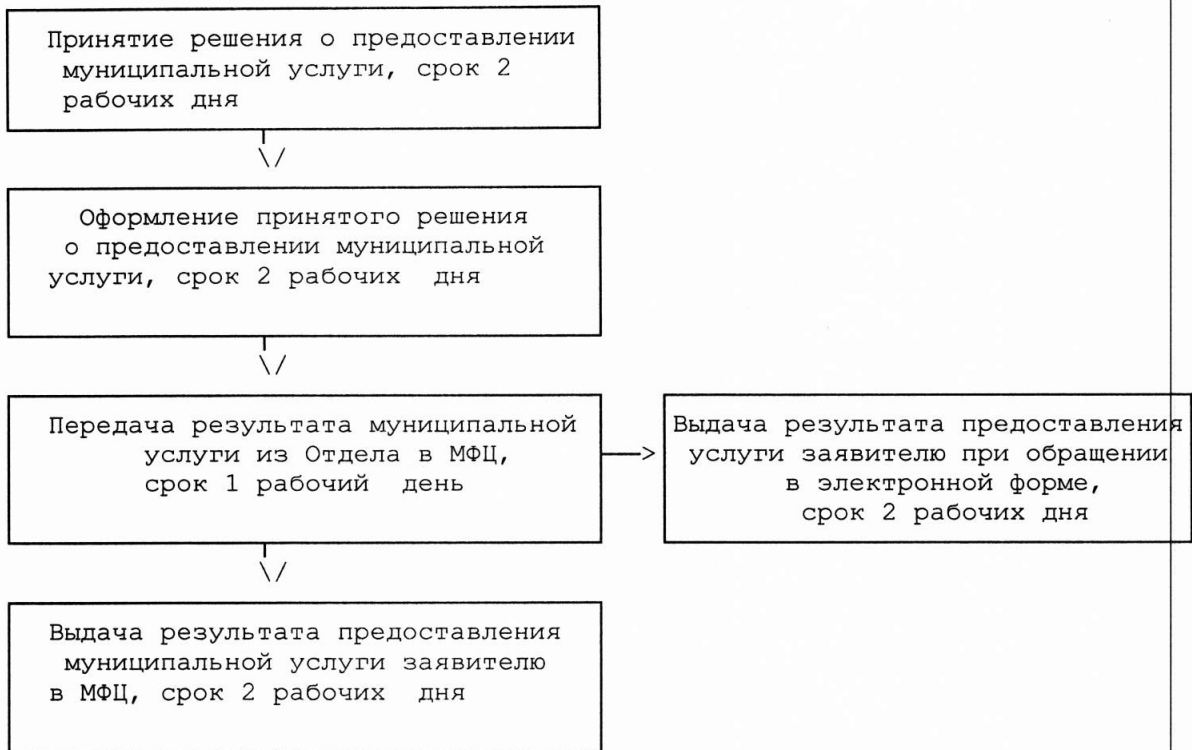 Принятие решения о предоставлении
муниципальной услуги, срок 2
рабочих дня
\/
Оформление принятого решения
о предоставлении муниципальной
услуги, срок 2 рабочих дня
\/
Передача результата муниципальной
услуги из Отдела в МФЦ,
срок 1 рабочий день
—>
Выдача результата предоставления
услуги заявителю при обращении
в электронной форме,
срок 2 рабочих дня
\/
Выдача результата предоставления
муниципальной услуги заявителю
в МФЦ, срок 2 рабочих дня